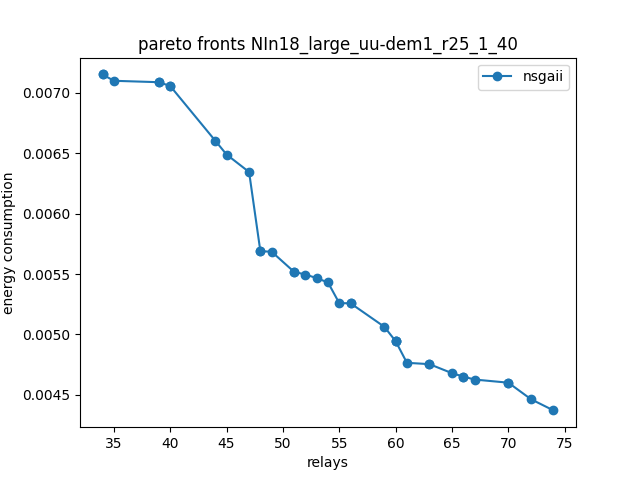 pareto fronts NIn18_large_uu-dem1_r25_1_40
nsgaii
energy consumption
0.0070
0.0065
0.0060
0.0055
0.0050
0.0045
35 40 45 50 55 60 65 70 75
relays